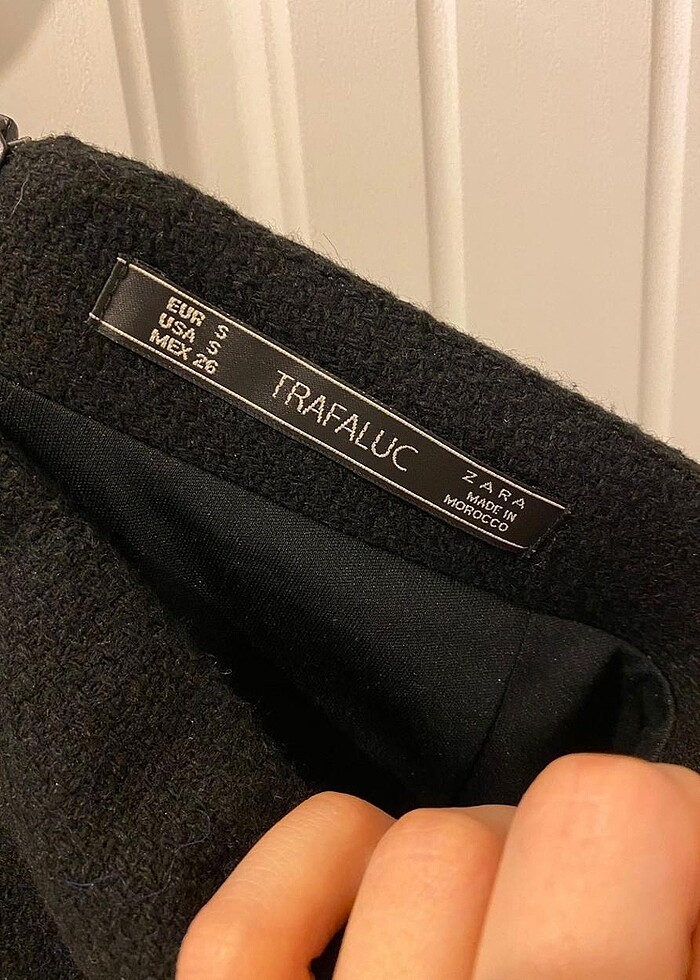 EUR S
USA S
MEX 26
TRAFALUC
ZARA
MADE IN
MOROCCO